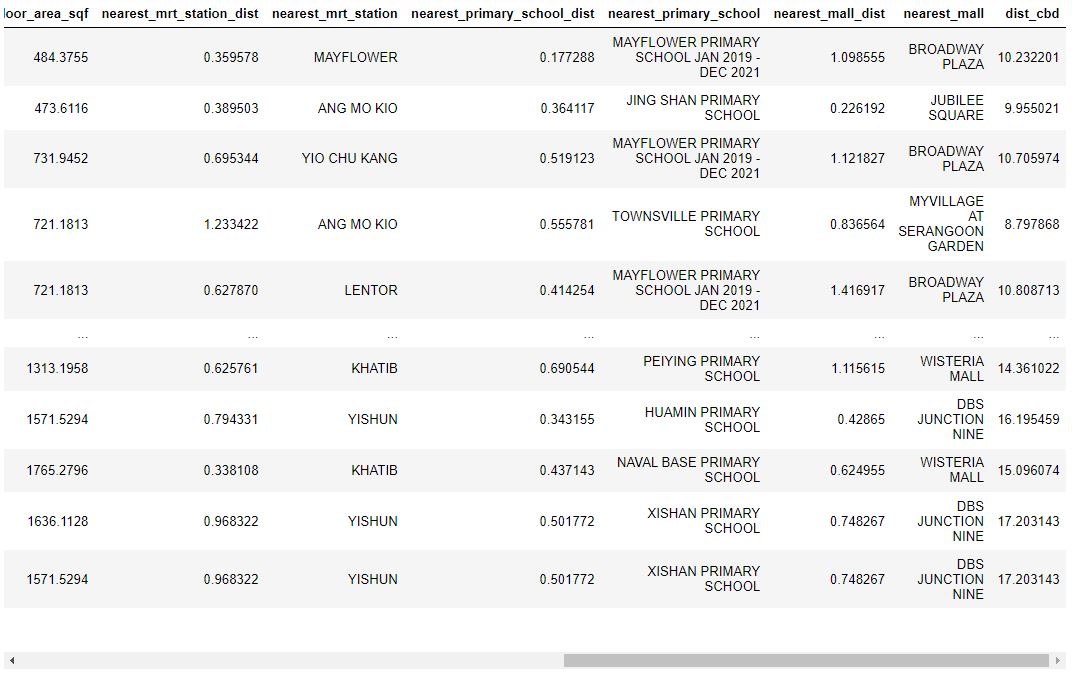 loor_area_sqf nearest_mrt_station_dist nearest_mrt_station nearest_primary_school_dist nearest_primary_school nearest_mall_dist nearest_mall dist_cbd
484.3755 0.359578 MAYFLOWER 0.177288 MAYFLOWER PRIMARY SCHOOL JAN 2019 - DEC 2021 1.098555 BROADWAY PLAZA 10.232201
473.6116 0.389503 ANG MO KIO 0.364117 JING SHAN PRIMARY SCHOOL 0.226192 JUBILEE SQUARE 9.955021
731.9452 0.695344 YIO CHU KANG 0.519123 MAYFLOWER PRIMARY SCHOOL JAN 2019 - DEC 2021 1.121827 BROADWAY PLAZA 10.705974
721.1813 1.233422 ANG MO KIO 0.555781 TOWNSVILLE PRIMARY SCHOOL 0.836564 MYVILLAGE AT SERANGOON GARDEN 8.797868
721.1813 0.627870 LENTOR 0.414254 MAYFLOWER PRIMARY SCHOOL JAN 2019 - DEC 2021 1.416917 BROADWAY PLAZA 10.808713
... ... ... ... ... ... ... ...
1313.1958 0.625761 KHATIB 0.690544 PEIYING PRIMARY SCHOOL 1.115615 WISTERIA MALL 14.361022
1571.5294 0.794331 YISHUN 0.343155 HUAMIN PRIMARY SCHOOL 0.42865 DBS JUNCTION NINE 16.195459
1765.2796 0.338108 KHATIB 0.437143 NAVAL BASE PRIMARY SCHOOL 0.624955 WISTERIA MALL 15.096074
1636.1128 0.968322 YISHUN 0.501772 XISHAN PRIMARY SCHOOL 0.748267 DBS JUNCTION NINE 17.203143
1571.5294 0.968322 YISHUN 0.501772 XISHAN PRIMARY SCHOOL 0.748267 DBS JUNCTION NINE 17.203143